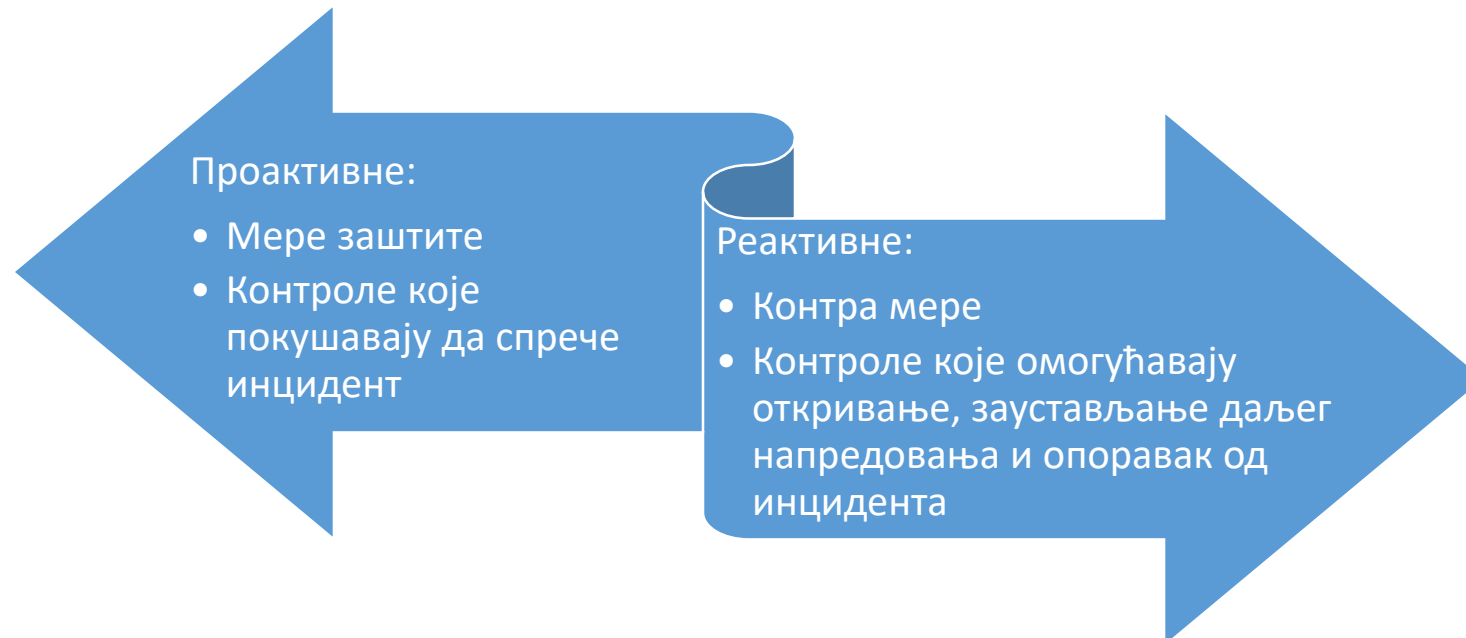 Проактивне:
• Мере заштите
• Контроле које
покушавају да спрече
инцидент
Реактивне:
• Контра мере
• Контроле које омогућавају
откривање, заустављање даљег
напредовања и опоравак од
инцидента